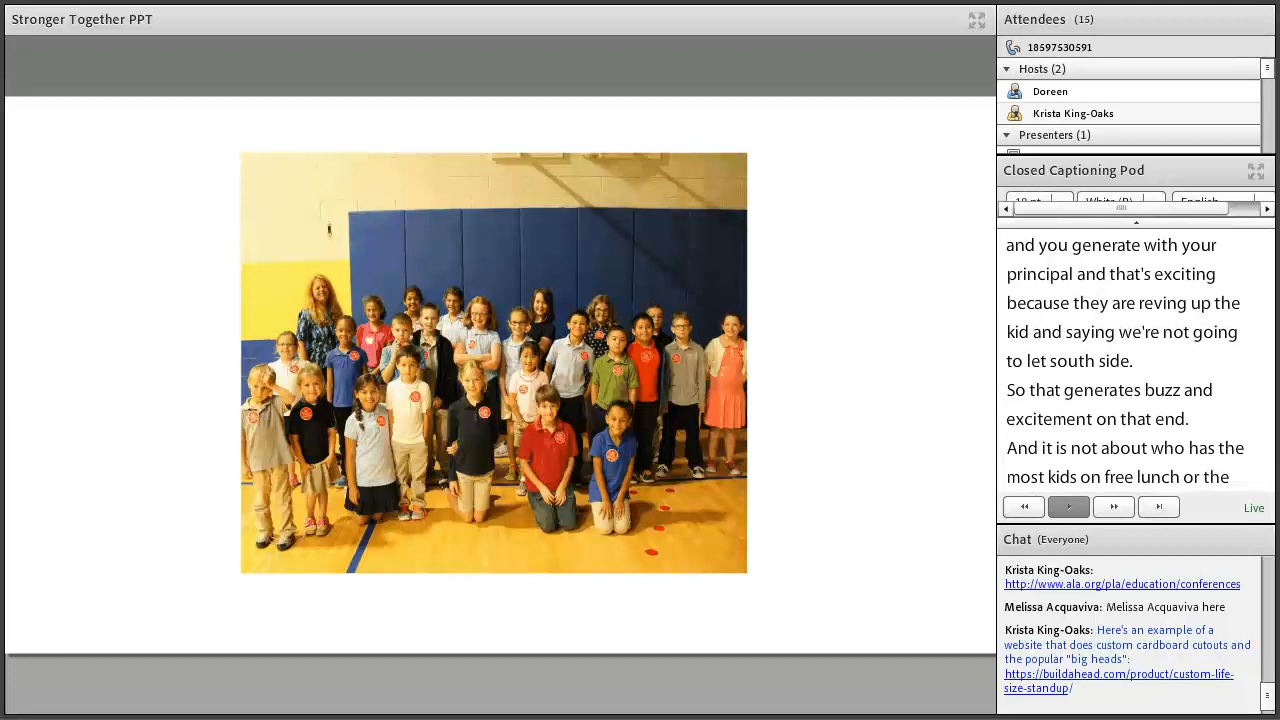 Stronger Together PPT
Attendees (15)
18597530591
Hosts (2)
Doreen
Krista King-Oaks
Presenters (1)
Closed Captioning Pod
and you generate with your
principal and that's exciting
because they are reving up the
kid and saying we're not going
to let south side.
So that generates buzz and
excitement on that end.
And it is not about who has the
most kids on free lunch or the
Live
Chat (Everyone)
Krista King-Oaks:
http://www.ala.org/pla/education/conferences
Melissa Acquaviva: Melissa Acquaviva here
Krista King-Oaks: Here's an example of a
website that does custom cardboard cutouts and
the popular "big heads":
https://buildahead.com/product/custom-life-
size-standup/